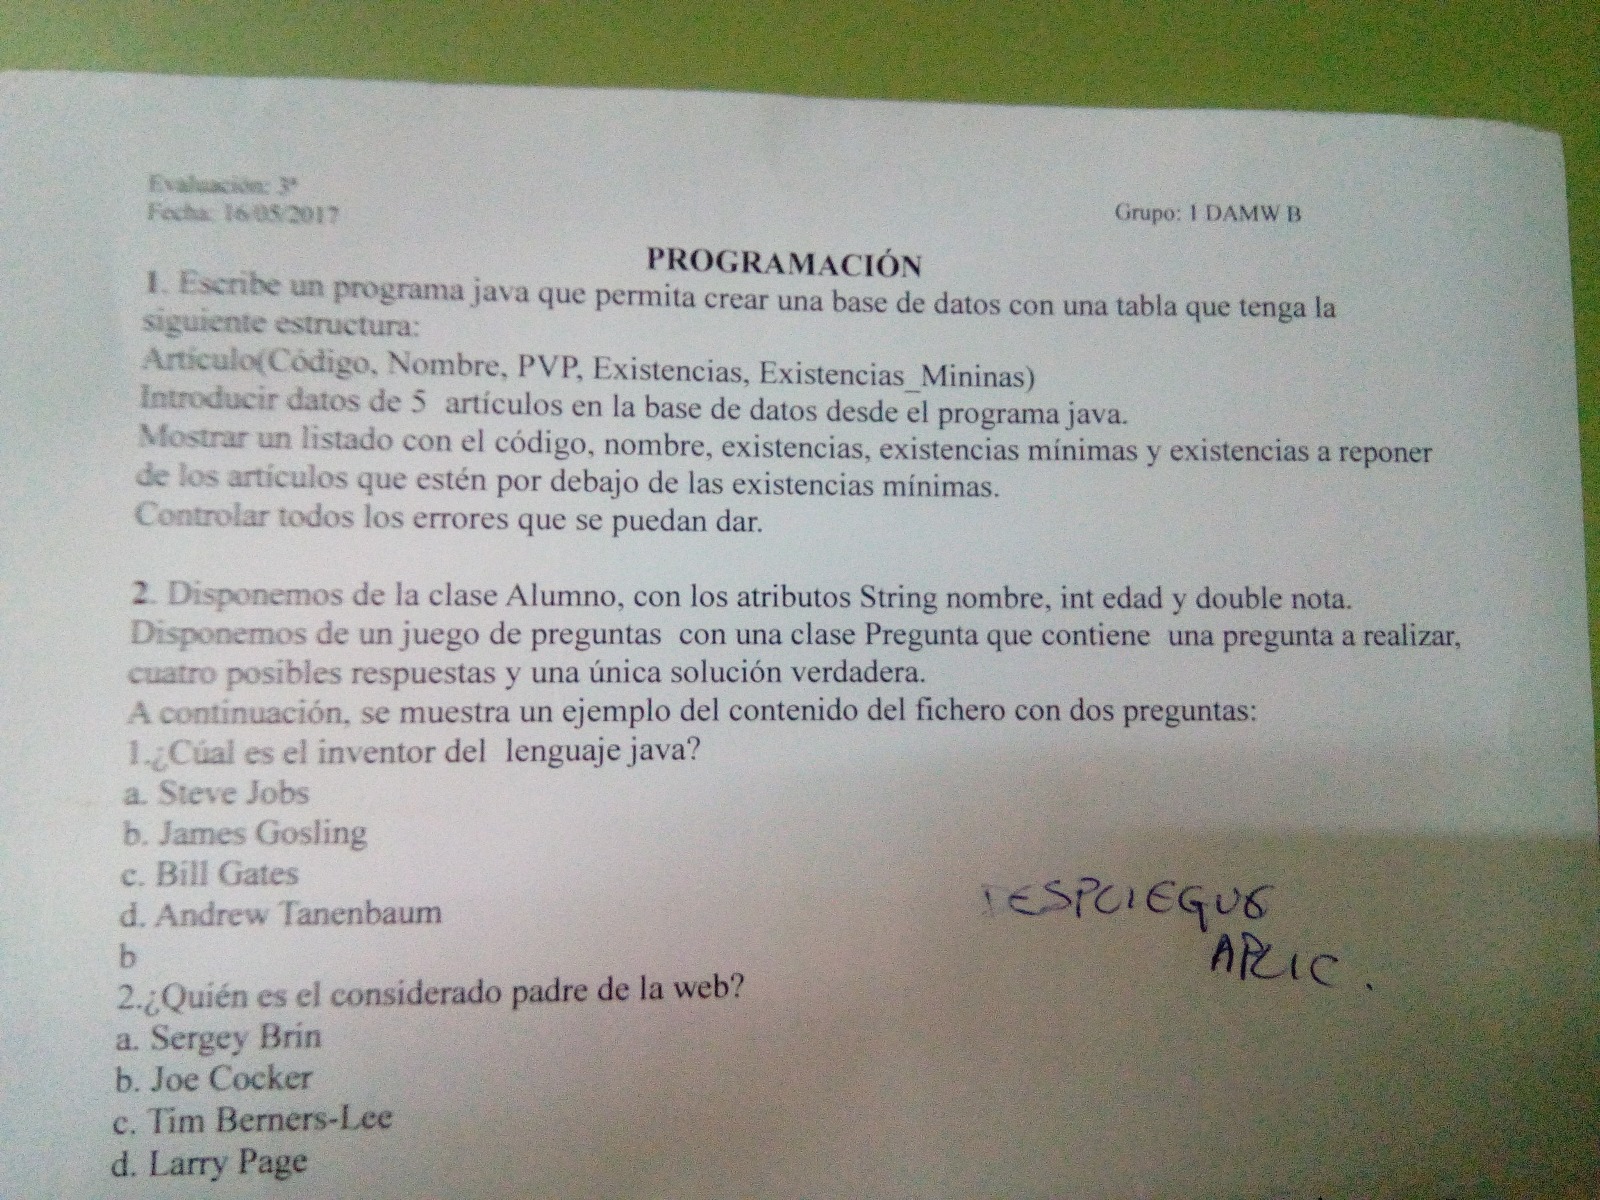 Evaluación: 3ª
Fecha: 16/05/2017
Grupo: 1 DAMW B
PROGRAMACIÓN
1. Escribe un programa java que permita crear una base de datos con una tabla que tenga la
siguiente estructura:
Artículo(Código, Nombre, PVP, Existencias, Existencias_Mininas)
Introducir datos de 5 artículos en la base de datos desde el programa java.
Mostrar un listado con el código, nombre, existencias, existencias mínimas y existencias a reponer
de los artículos que estén por debajo de las existencias mínimas.
Controlar todos los errores que se puedan dar.
2. Disponemos de la clase Alumno, con los atributos String nombre, int edad y double nota.
Disponemos de un juego de preguntas con una clase Pregunta que contiene una pregunta a realizar,
cuatro posibles respuestas y una única solución verdadera.
A continuación, se muestra un ejemplo del contenido del fichero con dos preguntas:
1.¿Cúal es el inventor del lenguaje java?
a. Steve Jobs
b. James Gosling
c. Bill Gates
d. Andrew Tanenbaum
b
DESPLIEGUE
APLIC.
2.¿Quién es el considerado padre de la web?
a. Sergey Brin
b. Joe Cocker
c. Tim Berners-Lee
d. Larry Page